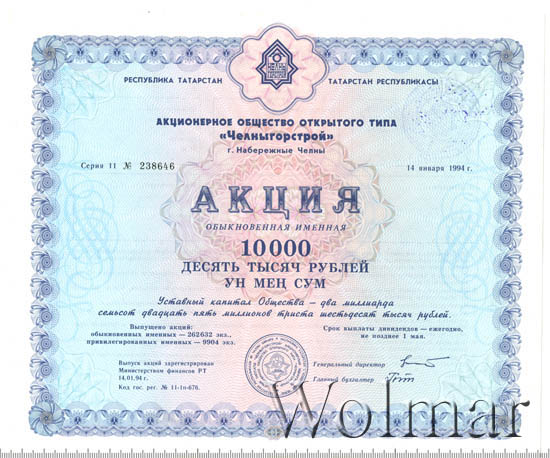 РЕСПУБЛИКА ТАТАРСТАН
ТАТАРСТАН РЕСПУБЛИКАСЫ
АКЦИОНЕРНОЕ ОБЩЕСТВО ОТКРЫТОГО ТИПА
«Челныгорстрой»
г. Набережные Челны
Серия 11 № 238646
14 января 1994 г.
АКЦИЯ
ОБЫКНОВЕННАЯ ИМЕННАЯ
10000
ДЕСЯТЬ ТЫСЯЧ РУБЛЕЙ
УН МЕҢ СУМ
Уставный капитал Общества – два миллиарда
семьсот двадцать пять миллионов триста шестьдесят тысяч рублей.
Выпущено акций:
обыкновенных именных — 262632 экз.,
привилегированных именных — 9904 экз.
Срок выплаты дивидендов — ежегодно,
не позднее 1 мая.
Выпуск акций зарегистрирован
Министерством финансов РТ
14.01.94 г.
Код гос. рег. № 11-1п-676.
Генеральный директор
Главный бухгалтер
Wolmar